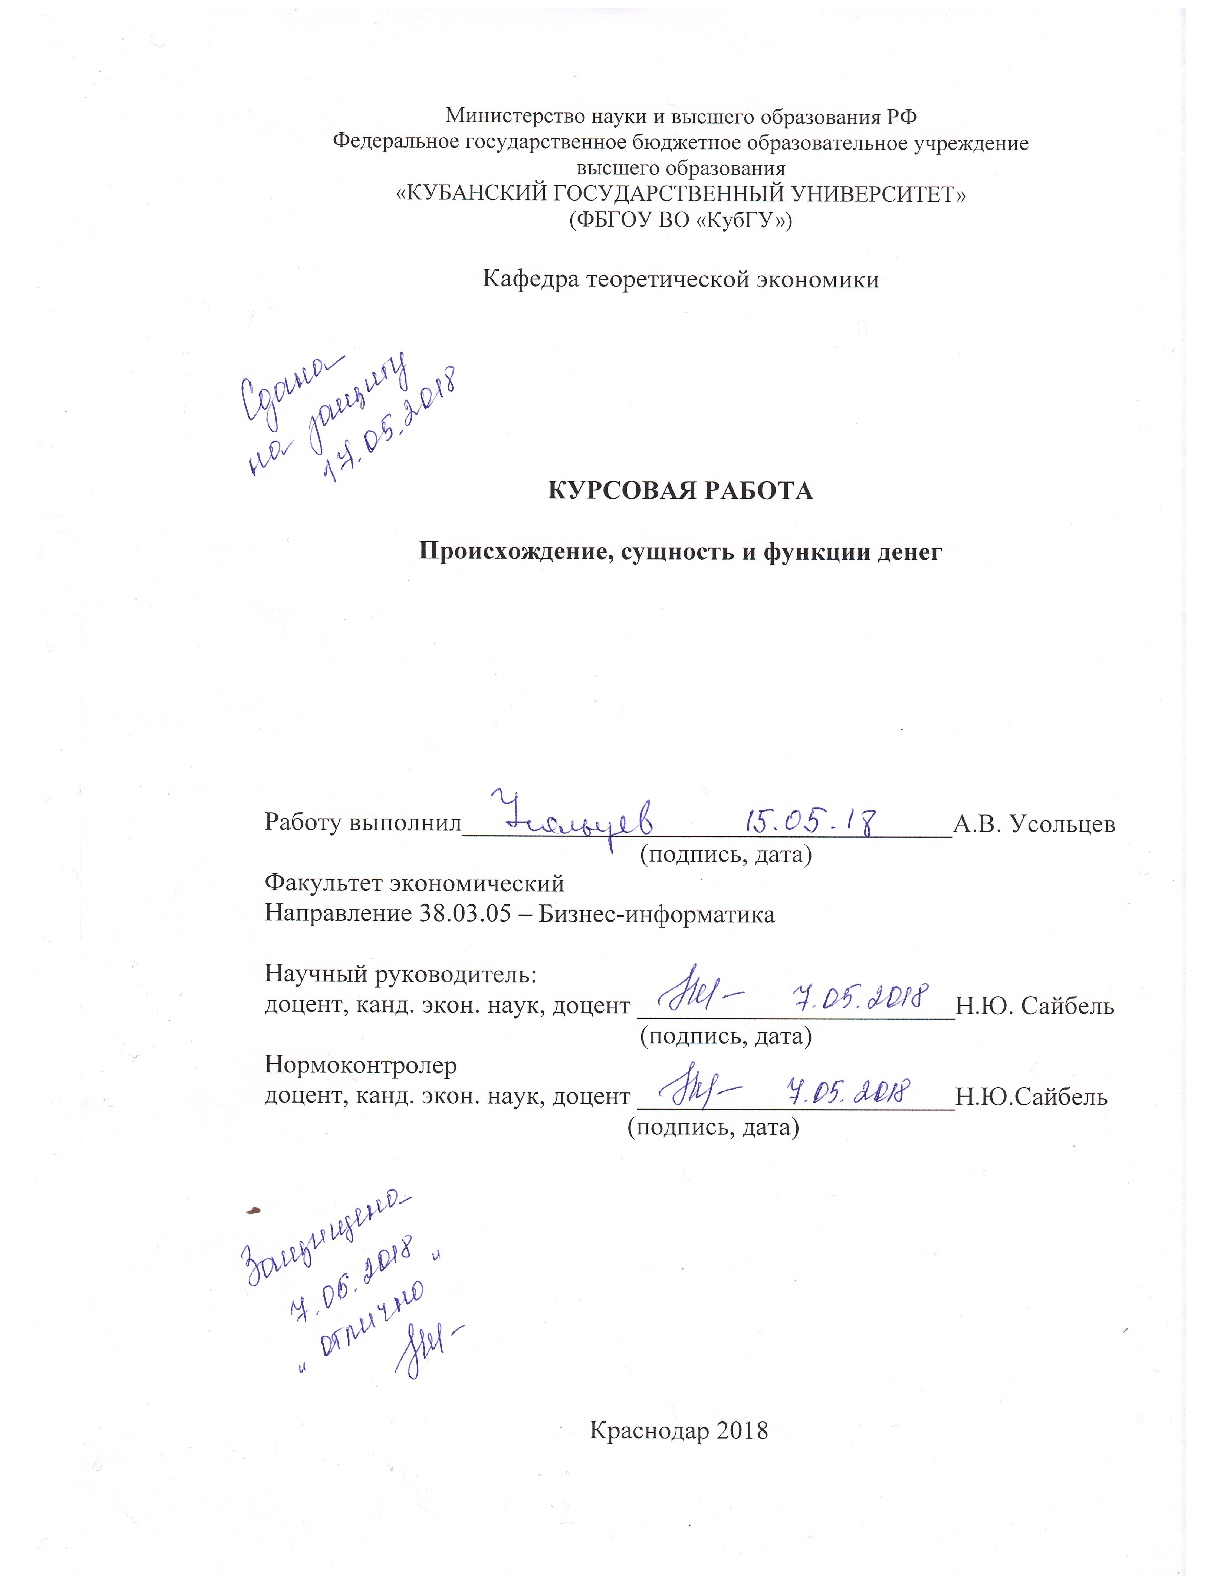 Министерство науки и высшего образования РФ
Федеральное государственное бюджетное образовательное учреждение
высшего образования
«КУБАНСКИЙ ГОСУДАРСТВЕННЫЙ УНИВЕРСИТЕТ»
(ФБГОУ ВО «КубГУ»)
Кафедра теоретической экономики
Сдана
на защиту
17.05.2018
КУРСОВАЯ РАБОТА
Происхождение, сущность и функции денег
Работу выполнил Усольцев 15.05.18 А.В. Усольцев
(подпись, дата)
Факультет экономический
Направление 38.03.05 – Бизнес-информатика
Научный руководитель:
доцент, канд. экон. наук, доцент 7.05.2018 Н.Ю. Сайбель
(подпись, дата)
Нормоконтролер
доцент, канд. экон. наук, доцент 7.05.2018 Н.Ю.Сайбель
(подпись, дата)
Защищена
7.06.2018
"отлично"
Краснодар 2018